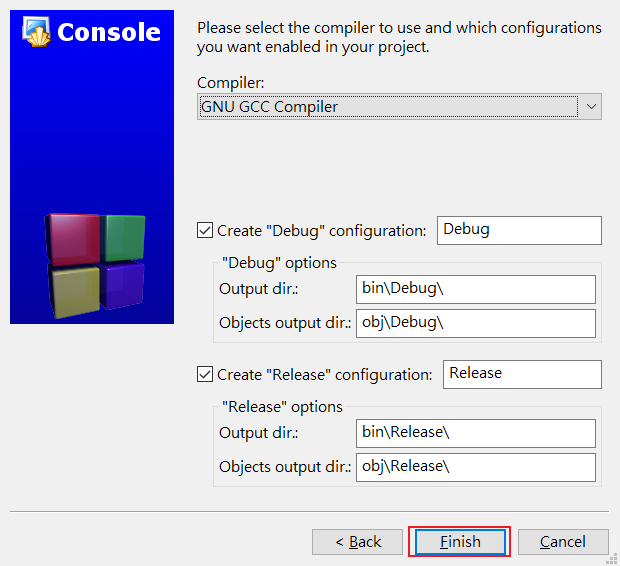 Console
Please select the compiler to use and which configurations
you want enabled in your project.
Compiler:
GNU GCC Compiler
Create "Debug" configuration: Debug
"Debug" options
Output dir.: bin\Debug\
Objects output dir.: obj\Debug\
Create "Release" configuration: Release
"Release" options
Output dir.: bin\Release\
Objects output dir.: obj\Release\
< Back Finish Cancel